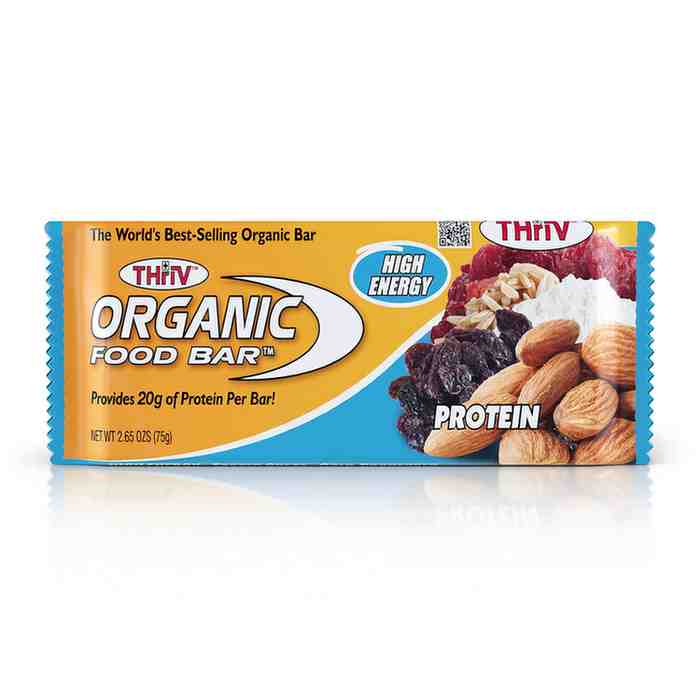 The World's Best-Selling Organic Bar
THriV
THriV™
HIGH
ENERGY
ORGANIC
FOOD BAR™
Provides 20g of Protein Per Bar!
PROTEIN
NET WT 2.65 OZS (75g)